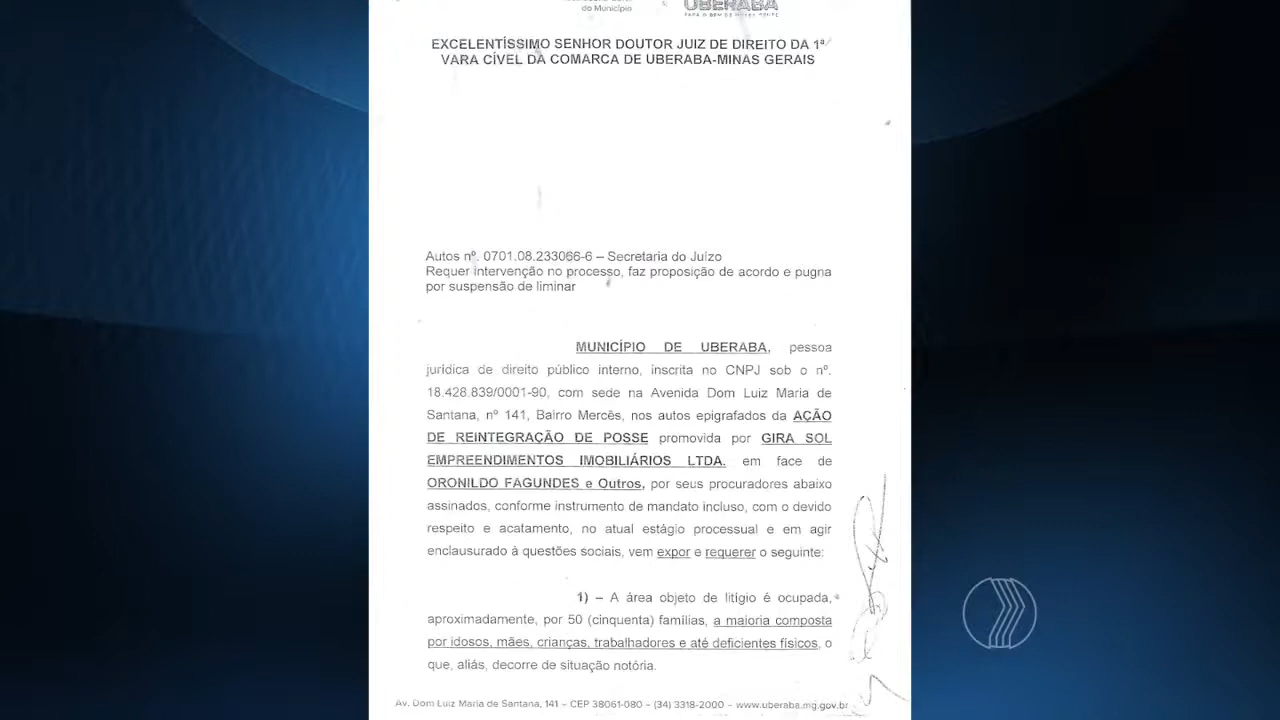 do Município
UBERABA
EXCELENTÍSSIMO SENHOR DOUTOR JUIZ DE DIREITO DA 1ª
VARA CÍVEL DA COMARCA DE UBERABA-MINAS GERAIS
Autos nº. 0701.08.233066-6 – Secretaria do Juízo
Requer intervenção no processo, faz proposição de acordo e pugna
por suspensão de liminar
MUNICÍPIO DE UBERABA, pessoa
jurídica de direito público interno, inscrita no CNPJ sob o nº.
18.428.839/0001-90, com sede na Avenida Dom Luiz Maria de
Santana, nº 141, Bairro Mercês, nos autos epigrafados da AÇÃO
DE REINTEGRAÇÃO DE POSSE promovida por GIRA SOL
EMPREENDIMENTOS IMOBILIÁRIOS LTDA. em face de
ORONILDO FAGUNDES e Outros, por seus procuradores abaixo
assinados, conforme instrumento de mandato incluso, com o devido
respeito e acatamento, no atual estágio processual e em agir
enclausurado à questões sociais, vem expor e requerer o seguinte:
1) – A área objeto de litígio é ocupada,
aproximadamente, por 50 (cinquenta) famílias, a maioria composta
por idosos, mães, crianças, trabalhadores e até deficientes físicos, o
que, aliás, decorre de situação notória.
Av. Dom Luiz Maria de Santana, 141 – CEP 38061-080 – (34) 3318-2000 – www.uberaba.mg.gov.br